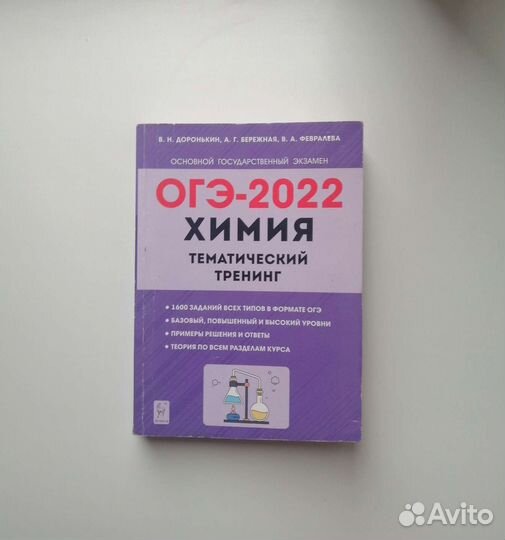 В. Н. ДОРОНЬКИН, А. Г. БЕРЕЖНАЯ, В. А. ФЕВРАЛЁВА
ОСНОВНОЙ ГОСУДАРСТВЕННЫЙ ЭКЗАМЕН
ОГЭ-2022
ХИМИЯ
ТЕМАТИЧЕСКИЙ
ТРЕНИНГ
• 1600 ЗАДАНИЙ ВСЕХ ТИПОВ В ФОРМАТЕ ОГЭ
• БАЗОВЫЙ, ПОВЫШЕННЫЙ И ВЫСОКИЙ УРОВНИ
• ПРИМЕРЫ РЕШЕНИЯ И ОТВЕТЫ
• ТЕОРИЯ ПО ВСЕМ РАЗДЕЛАМ КУРСА
Avito